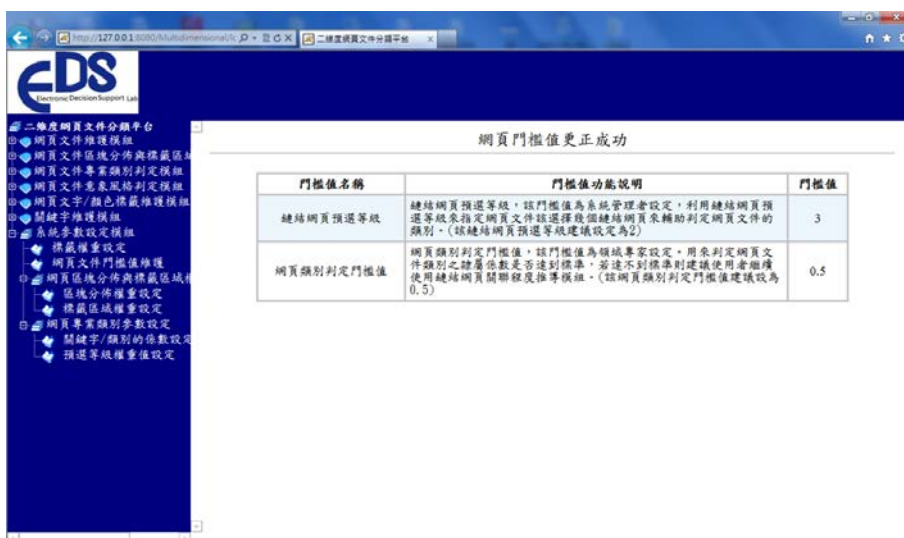 http://127.0.0.1:8080/Multidimensional/lc
二維度網頁文件分類平台
EDS
Electronic Decision Support Lab
二維度網頁文件分類平台
網頁文件維護模組
網頁文件區塊分佈與標籤區域
網頁文件專業類別判定模組
網頁文件意象風格判定模組
網頁文字/顏色標籤維護模組
關鍵字維護模組
系統參數設定模組
標籤權重設定
網頁文件門檻值維護
網頁區塊分佈與標籤區域權
區塊分佈權重設定
標籤區域權重設定
網頁專業類別參數設定
關鍵字/類別的係數設定
預選等級權重值設定
網頁門檻值更正成功
門檻值名稱 門檻值功能說明 門檻值
鏈結網頁預選等級
鏈結網頁預選等級,該門檻值為系統管理者設定,利用鏈結網頁預
選等級來指定網頁文件該選擇幾個鏈結網頁來輔助判定網頁文件的
類別。(該鏈結網頁預選等級建議設定為2)
3
網頁類別判定門檻值
網頁類別判定門檻值,該門檻值為領域專家設定。用來判定網頁文
件類別之隸屬係數是否達到標準,若達不到標準則建議使用者繼續
使用鏈結網頁關聯程度推導模組。(該網頁類別判定門檻值建議設為
0.5)
0.5